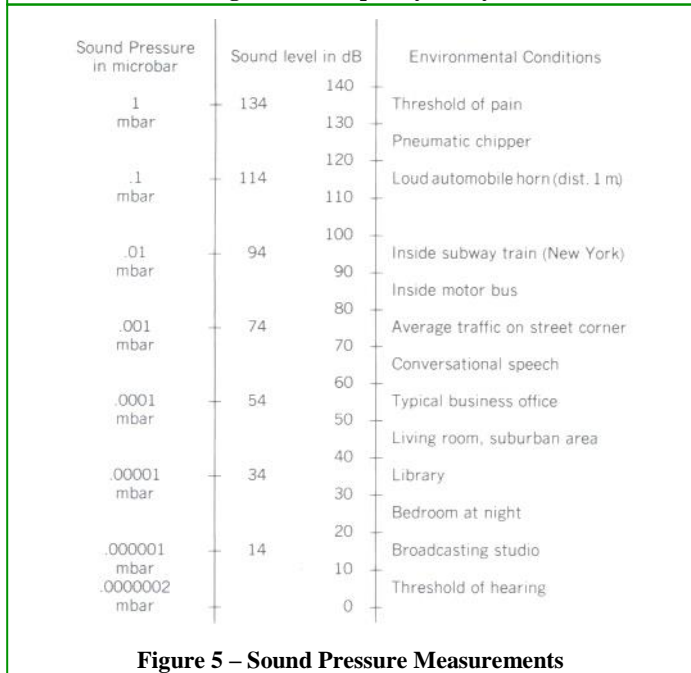 Sound Pressure
in microbar
Sound level in dB
Environmental Conditions
140
1 134 Threshold of pain
mbar 130
Pneumatic chipper
120
.1 114 Loud automobile horn (dist. 1 m)
mbar 110
100
.01 94 Inside subway train (New York)
mbar 90
Inside motor bus
80
.001 74 Average traffic on street corner
mbar 70
Conversational speech
60
.0001 54 Typical business office
mbar 50
Living room, suburban area
40
.00001 34 Library
mbar 30
Bedroom at night
20
.000001 14 Broadcasting studio
mbar 10
.0000002 Threshold of hearing
mbar 0
Figure 5 – Sound Pressure Measurements